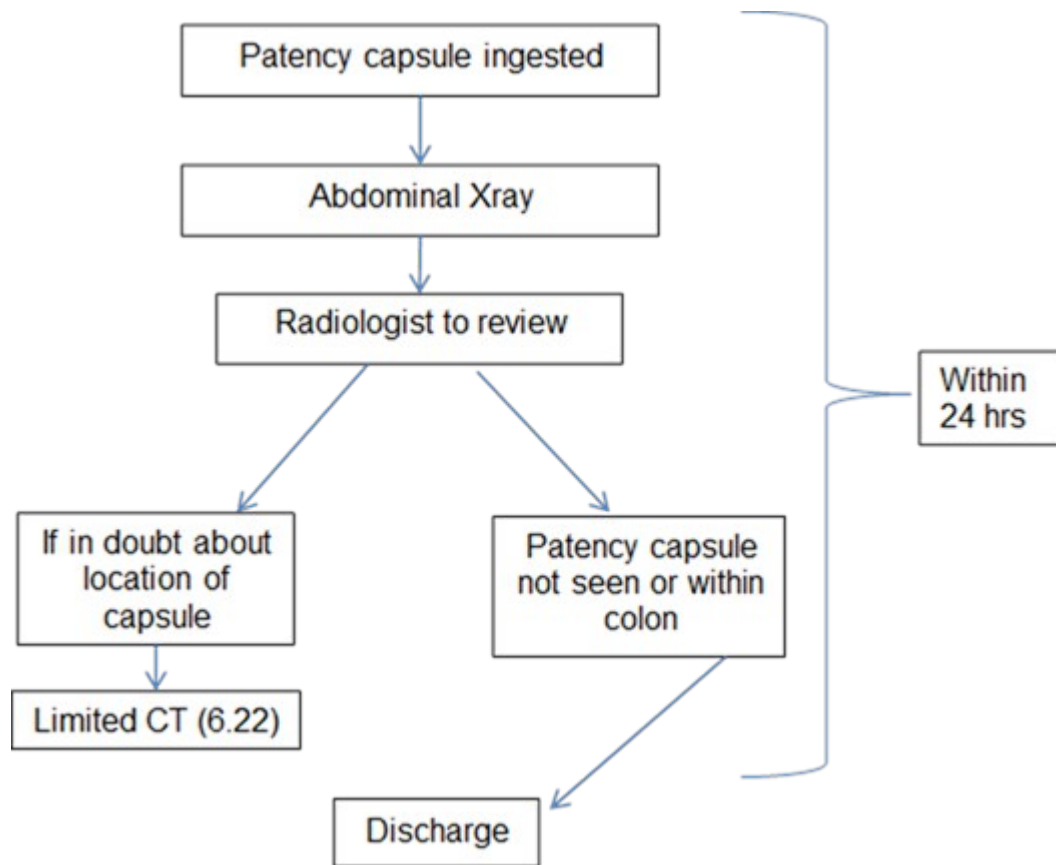 Patency capsule ingested
Abdominal Xray
Radiologist to review
Within
24 hrs
If in doubt about
location of
capsule
Patency capsule
not seen or within
colon
Limited CT (6.22)
Discharge